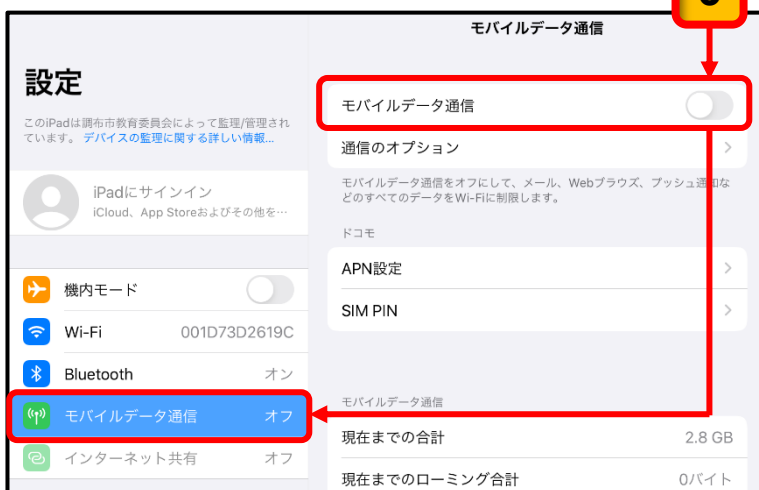 モバイルデータ通信
設定
このiPadは調布市教育委員会によって監理/管理され
ています。 デバイスの監理に関する詳しい情報...
iPadにサインイン
iCloud、App Storeおよびその他を…
機内モード
Wi-Fi 001D73D2619C
Bluetooth オン
モバイルデータ通信 オフ
インターネット共有 オフ
モバイルデータ通信
通信のオプション
モバイルデータ通信をオフにして、メール、Webブラウズ、プッシュ通知な
どのすべてのデータをWi-Fiに制限します。
ドコモ
APN設定
SIM PIN
モバイルデータ通信
現在までの合計 2.8 GB
現在までのローミング合計 0バイト